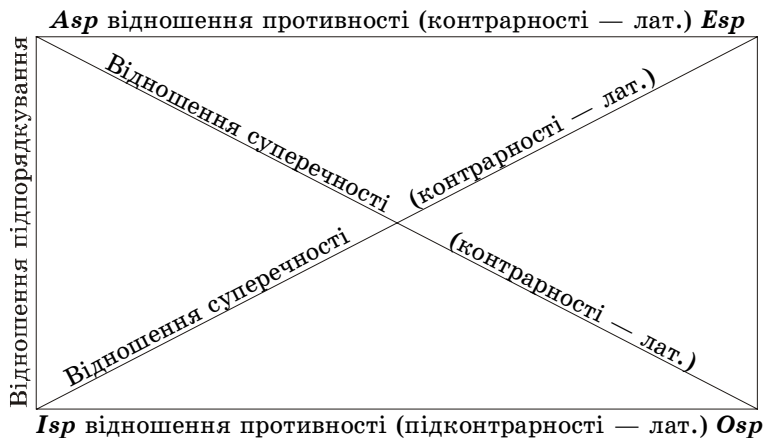 Asp відношення противності (контрарності — лат.) Esp
Відношення підпорядкування
Відношення суперечності (контрарності — лат.)
Відношення суперечності (контрарності — лат.)
Isp відношення противності (підконтрарності — лат.) Osp